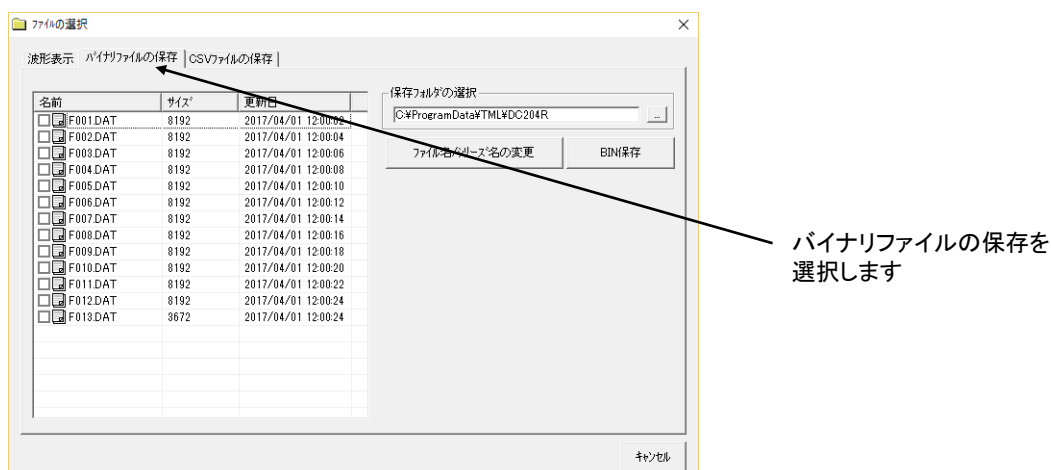 ﾌｧｲﾙの選択
波形表示 ﾊﾞｲﾅﾘﾌｧｲﾙの保存 CSVﾌｧｲﾙの保存
保存ﾌｫﾙﾀﾞの選択
C:¥ProgramData¥TML¥DC204R ...
ﾌｧｲﾙ名/ｼﾘｰｽﾞ名の変更 BIN保存
名前 ｻｲｽﾞ 更新日
F001.DAT 8192 2017/04/01 12:00:02
F002.DAT 8192 2017/04/01 12:00:04
F003.DAT 8192 2017/04/01 12:00:06
F004.DAT 8192 2017/04/01 12:00:08
F005.DAT 8192 2017/04/01 12:00:10
F006.DAT 8192 2017/04/01 12:00:12
F007.DAT 8192 2017/04/01 12:00:14
F008.DAT 8192 2017/04/01 12:00:16
F009.DAT 8192 2017/04/01 12:00:18
F010.DAT 8192 2017/04/01 12:00:20
F011.DAT 8192 2017/04/01 12:00:22
F012.DAT 8192 2017/04/01 12:00:24
F013.DAT 3672 2017/04/01 12:00:24
バイナリファイルの保存を
選択します
ｷｬﾝｾﾙ